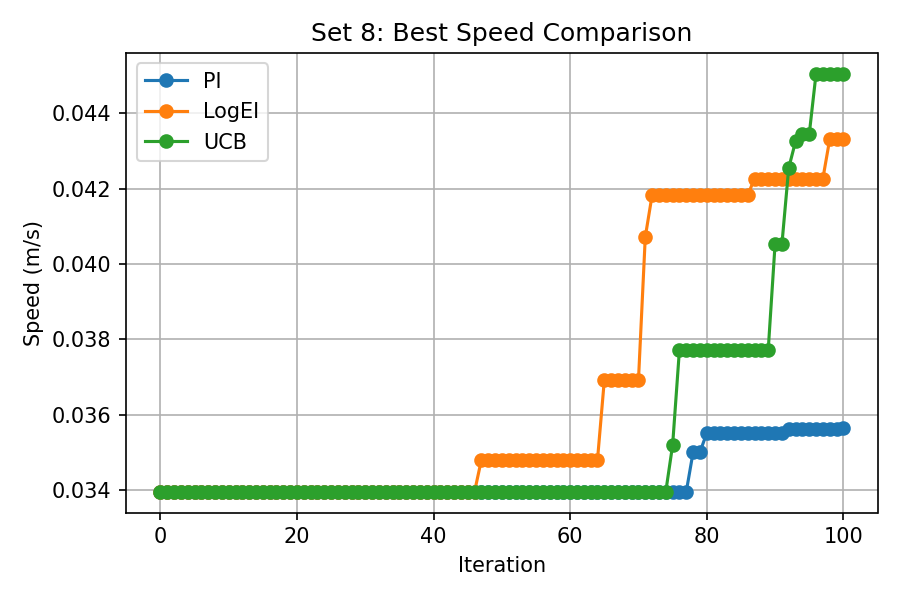 Set 8: Best Speed Comparison
PI
LogEI
UCB
Speed (m/s)
0.044
0.042
0.040
0.038
0.036
0.034
0 20 40 60 80 100
Iteration